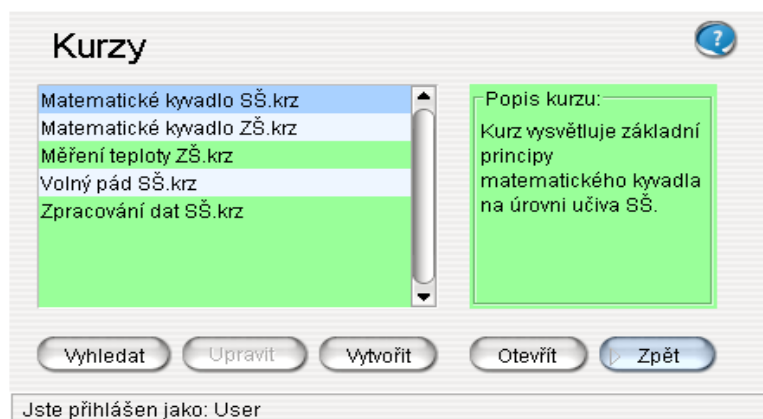 Kurzy
?
Matematické kyvadlo SŠ.krz
Matematické kyvadlo ZŠ.krz
Měření teploty ZŠ.krz
Volný pád SŠ.krz
Zpracování dat SŠ.krz
Popis kurzu:
Kurz vysvětluje základní
principy
matematického kyvadla
na úrovni učiva SŠ.
Vyhledat Upravit Vytvořit Otevřít Zpět
Jste přihlášen jako: User